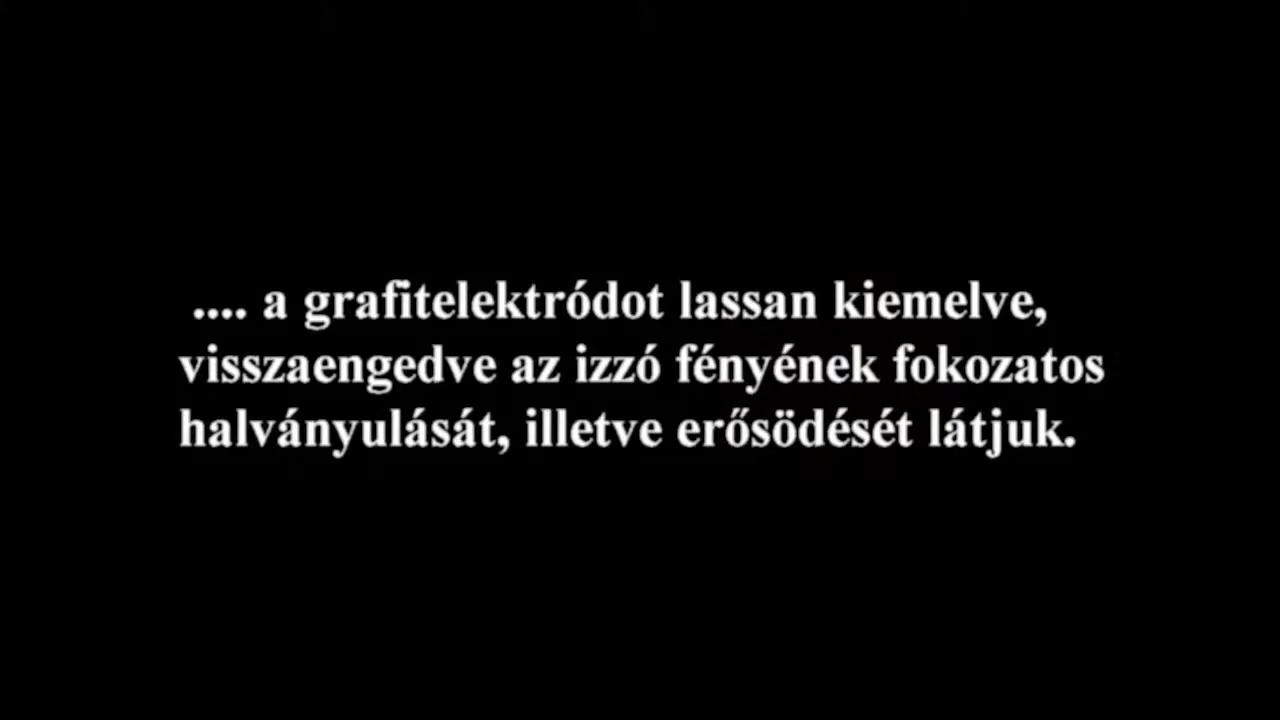 .... a grafitelektródot lassan kiemelve,
visszaengedve az izzó fényének fokozatos
halványulását, illetve erősödését látjuk.